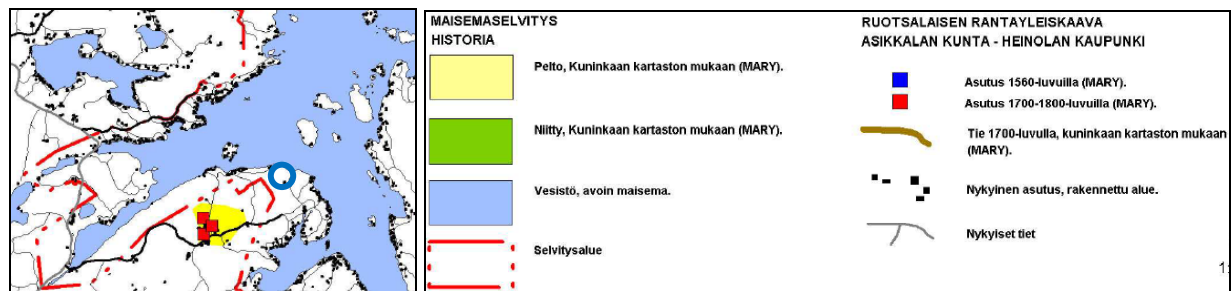 MAISEMASELVITYS
HISTORIA
Pelto, Kuninkaan kartaston mukaan (MARY).
Niitty, Kuninkaan kartaston mukaan (MARY).
Vesistö, avoin maisema.
Selvitysalue
RUOTSALAISEN RANTAYLEISKAAVA
ASIKKALAN KUNTA - HEINOLAN KAUPUNKI
Asutus 1560-luvuilla (MARY).
Asutus 1700-1800-luvuilla (MARY).
Tie 1700-luvulla, kuninkaan kartaston mukaan
(MARY).
Nykyinen asutus, rakennettu alue.
Nykyiset tiet